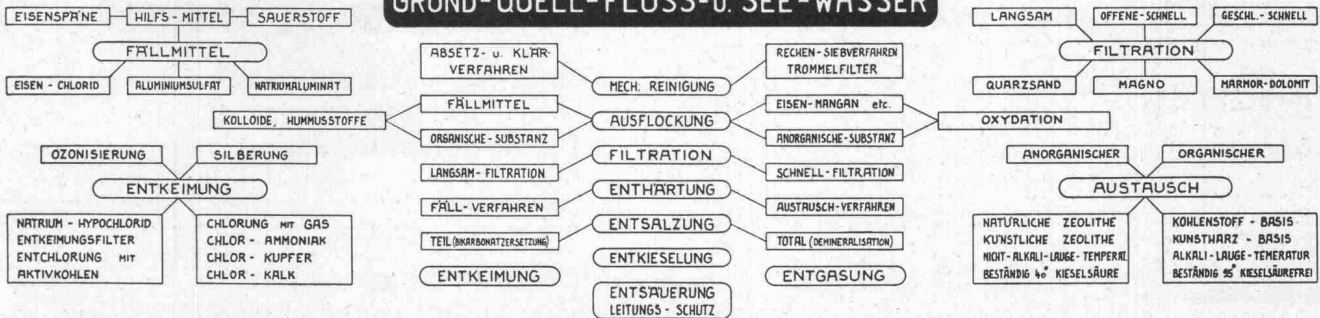 GRUND-QUELL-FLUSS-U. SEE-WASSER
EISENSPÄNE
HILFS-MITTEL
SAUERSTOFF
FÄLLMITTEL
EISEN-CHLORID
ALUMINIUMSULFAT
NATRIUMALUMINAT
KOLLOIDE, HUMMUSSTOFFE
OZONISIERUNG
SILBERUNG
ENTKEIMUNG
NATRIUM-HYPOCHLORID
ENTKEIMUNGSFILTER
ENTCHLORUNG MIT
AKTIVKOHLEN
CHLORUNG MIT GAS
CHLOR-AMMONIAK
CHLOR-KUPFER
CHLOR-KALK
ABSETZ- u. KLÄR-
VERFAHREN
FÄLLMITTEL
ORGANISCHE-SUBSTANZ
LANGSAM-FILTRATION
FÄLL-VERFAHREN
TEIL (BIKARBONATZERSETZUNG)
ENTKEIMUNG
MECH. REINIGUNG
AUSFLOCKUNG
FILTRATION
ENTHÄRTUNG
ENTSALZUNG
ENTKIESELUNG
ENTSÄUERUNG
LEITUNGS-SCHUTZ
RECHEN-SIEBVERFAHREN
TROMMELFILTER
EISEN-MANGAN etc.
ANORGANISCHE-SUBSTANZ
SCHNELL-FILTRATION
AUSTAUSCH-VERFAHREN
TOTAL (DEMINERALISATION)
ENTGASUNG
OXYDATION
LANGSAM
OFFENE-SCHNELL
GESCHL.-SCHNELL
FILTRATION
QUARZSAND
MAGNO
MARMOR-DOLOMIT
ANORGANISCHER
ORGANISCHER
AUSTAUSCH
NATÜRLICHE ZEOLITHE
KÜNSTLICHE ZEOLITHE
NICHT-ALKALI-LAUGE-TEMPERAT.
BESTÄNDIG 40° KIESELSÄURE
KOHLENSTOFF-BASIS
KUNSTHARZ-BASIS
ALKALI-LAUGE-TEMERATUR
BESTÄNDIG 95° KIESELSÄUREFREI